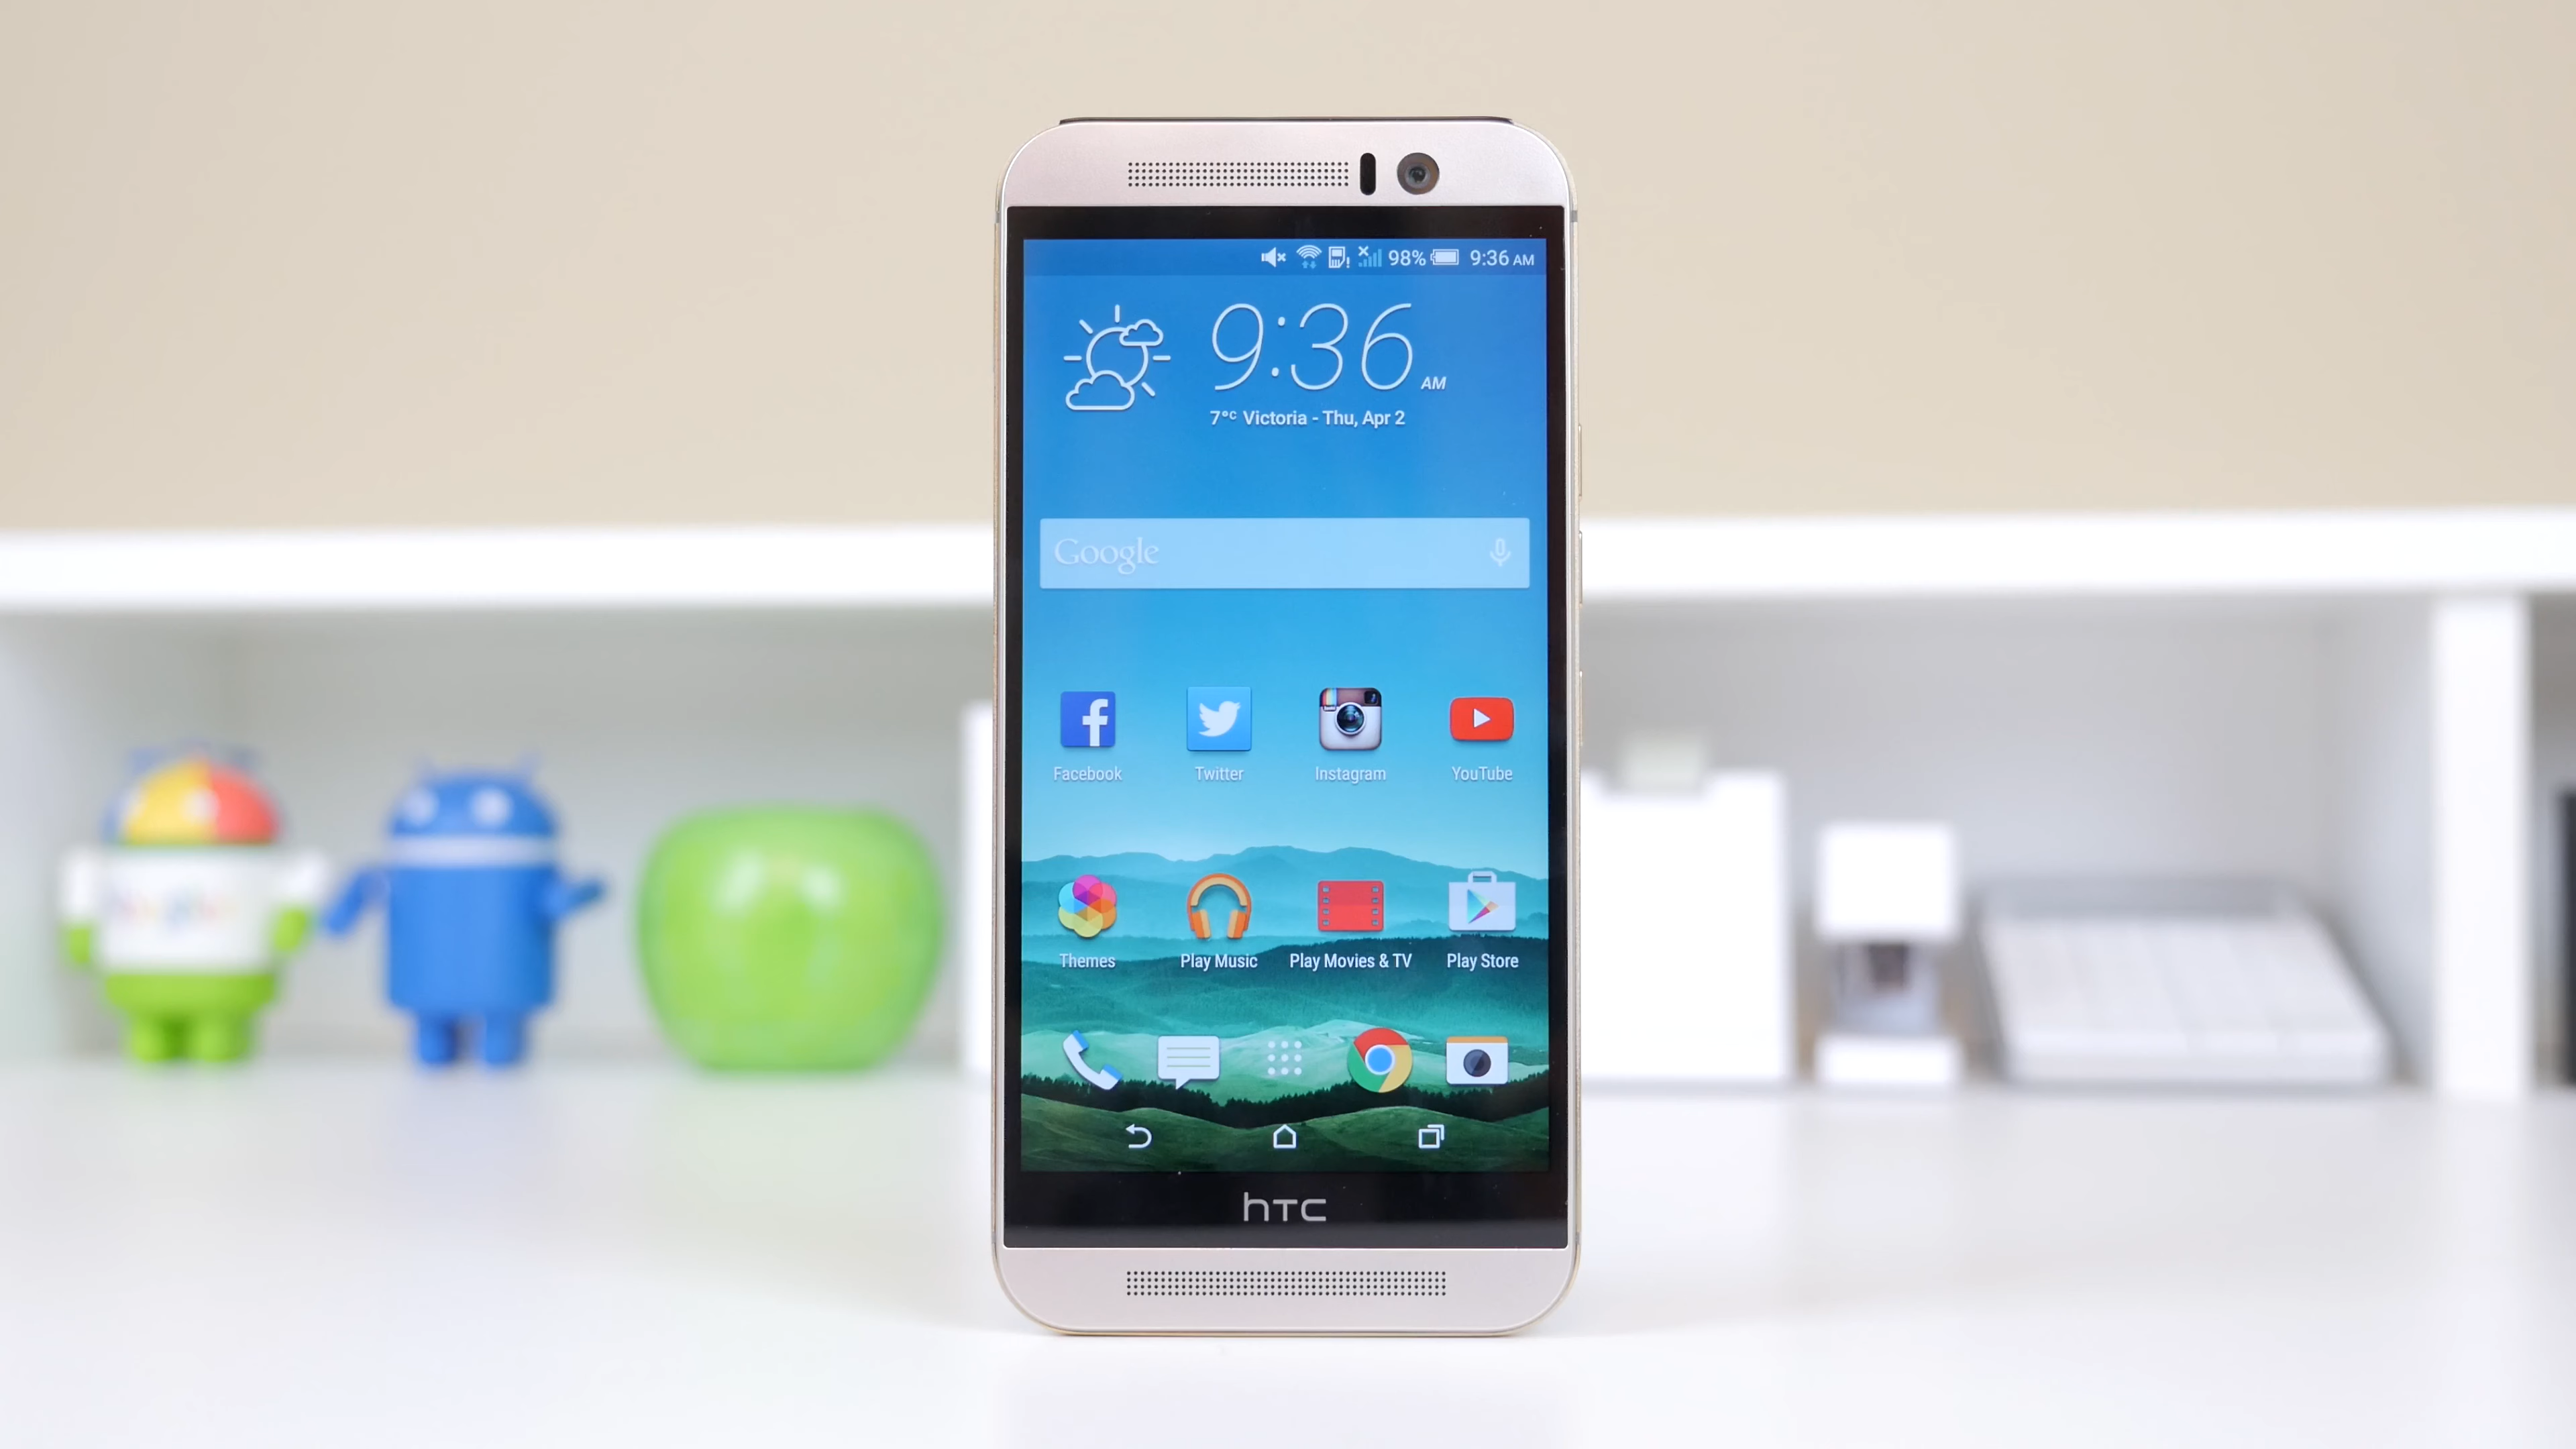 98% 9:36 AM
9:36 AM
7°C Victoria - Thu, Apr 2
Google
Facebook Twitter Instagram YouTube
Themes Play Music Play Movies & TV Play Store
hTC